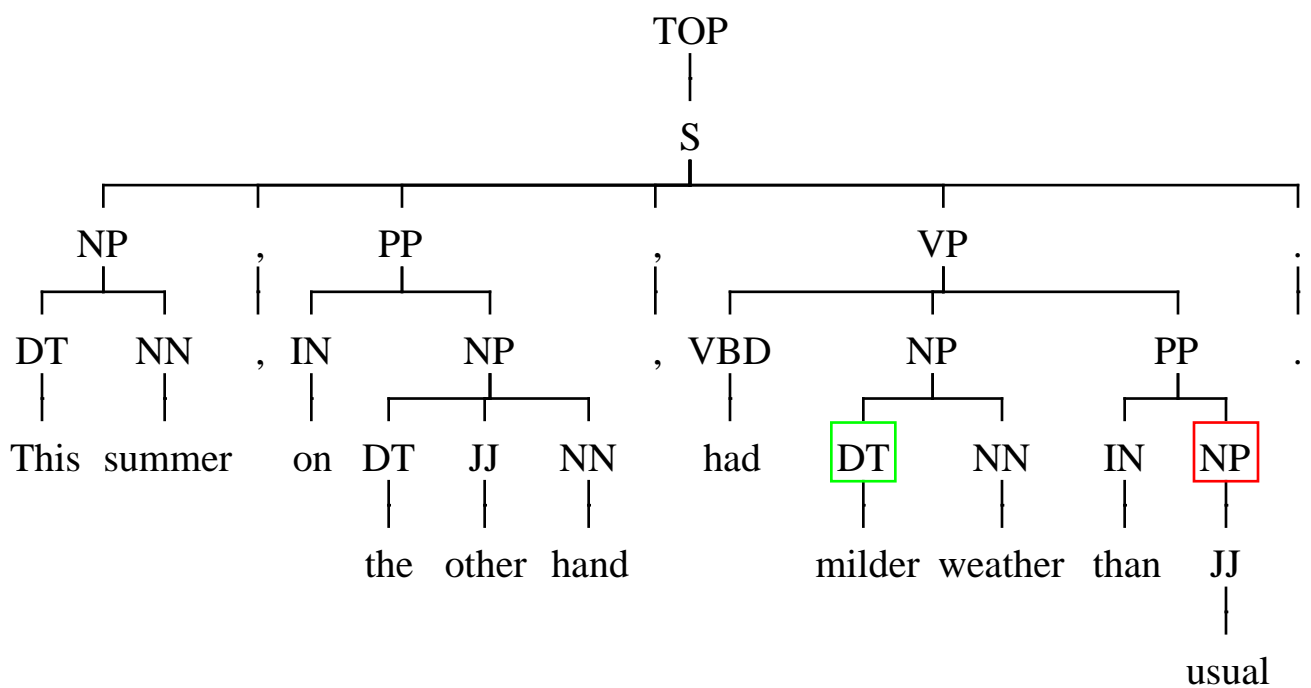 TOP
S
NP , PP , VP .
DT NN , IN NP , VBD NP PP .
This summer on DT JJ NN had DT NN IN NP
the other hand milder weather than JJ
usual